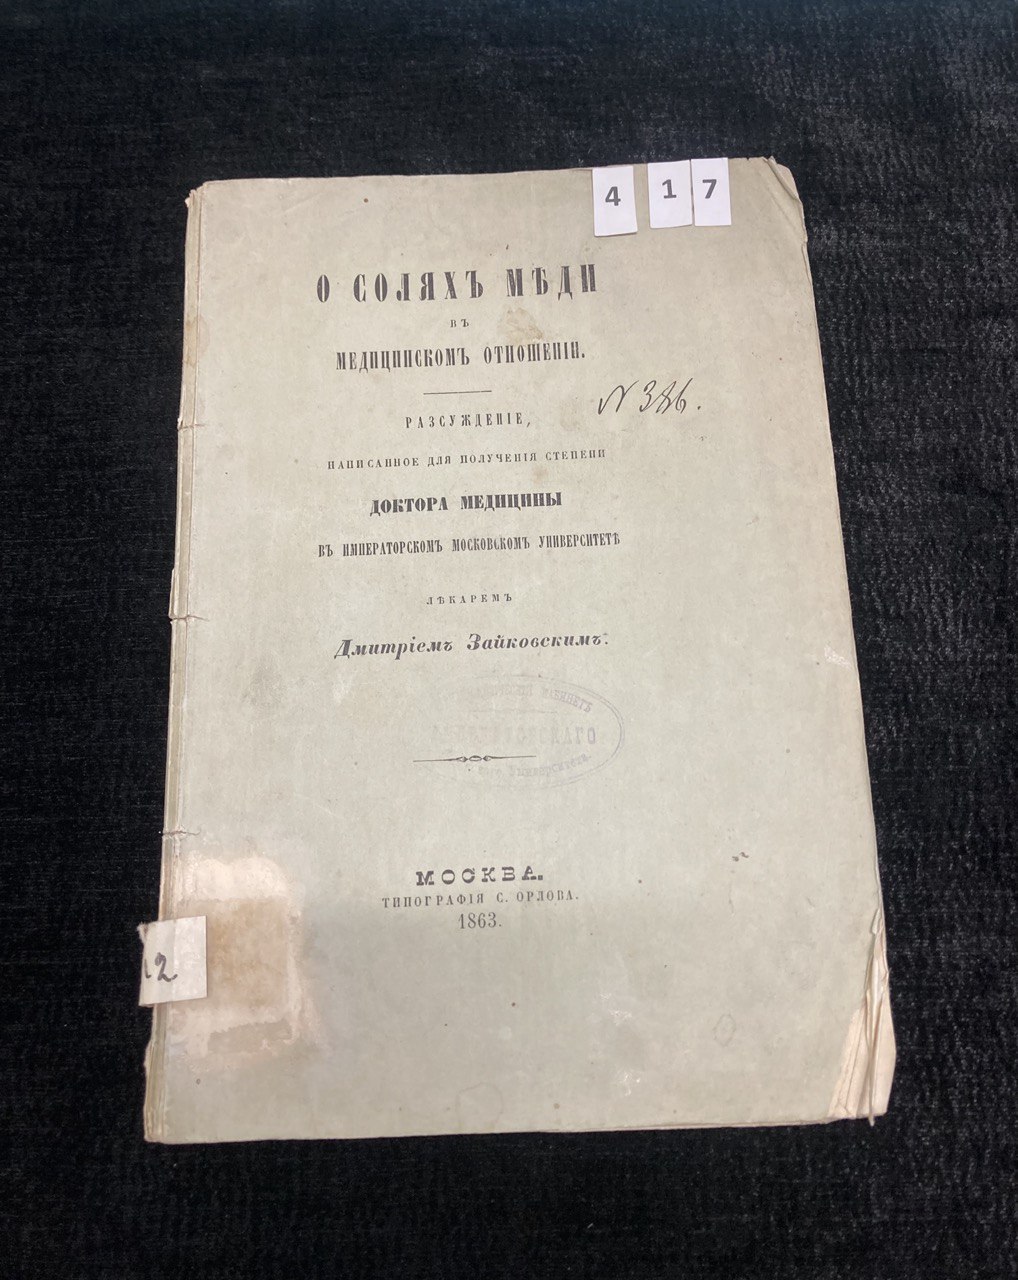 4 1 7
О СОЛЯХЪ МѢДИ
ВЪ
МЕДИЦИНСКОМЪ ОТНОШЕНІИ.
N 386.
РАЗСУЖДЕНІЕ,
НАПИСАННОЕ ДЛЯ ПОЛУЧЕНІЯ СТЕПЕНИ
ДОКТОРА МЕДИЦИНЫ
ВЪ ИМПЕРАТОРСКОМЪ МОСКОВСКОМЪ УНИВЕРСИТЕТѢ
ЛѢКАРЕМЪ
Дмитріемъ Зайковскимъ.
МОСКВА.
ТИПОГРАФІЯ С. ОРЛОВА.
1863.
2